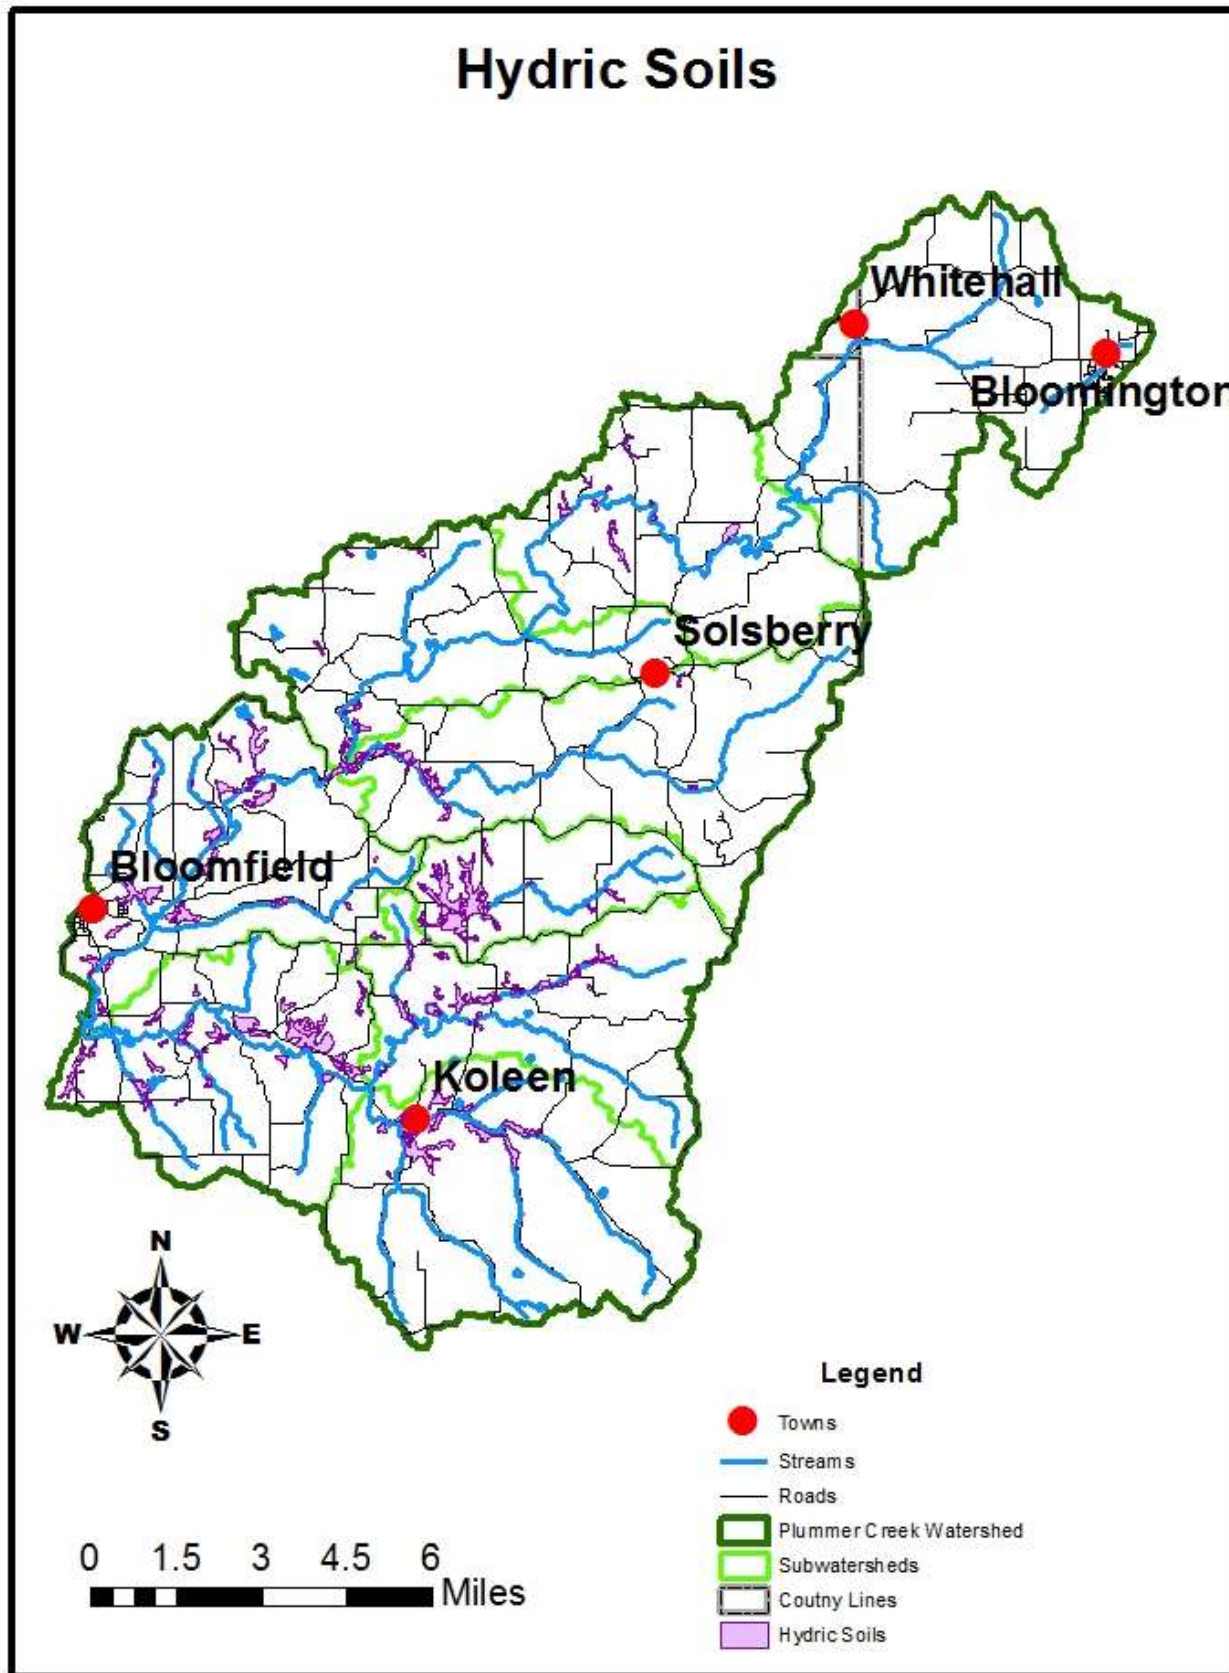 Hydric Soils
Whitehall
Bloomington
Solsberry
Bloomfield
Koleen
N
W E
S
Legend
Towns
Streams
Roads
Plummer Creek Watershed
Subwatersheds
Coutny Lines
Hydric Soils
0 1.5 3 4.5 6
Miles